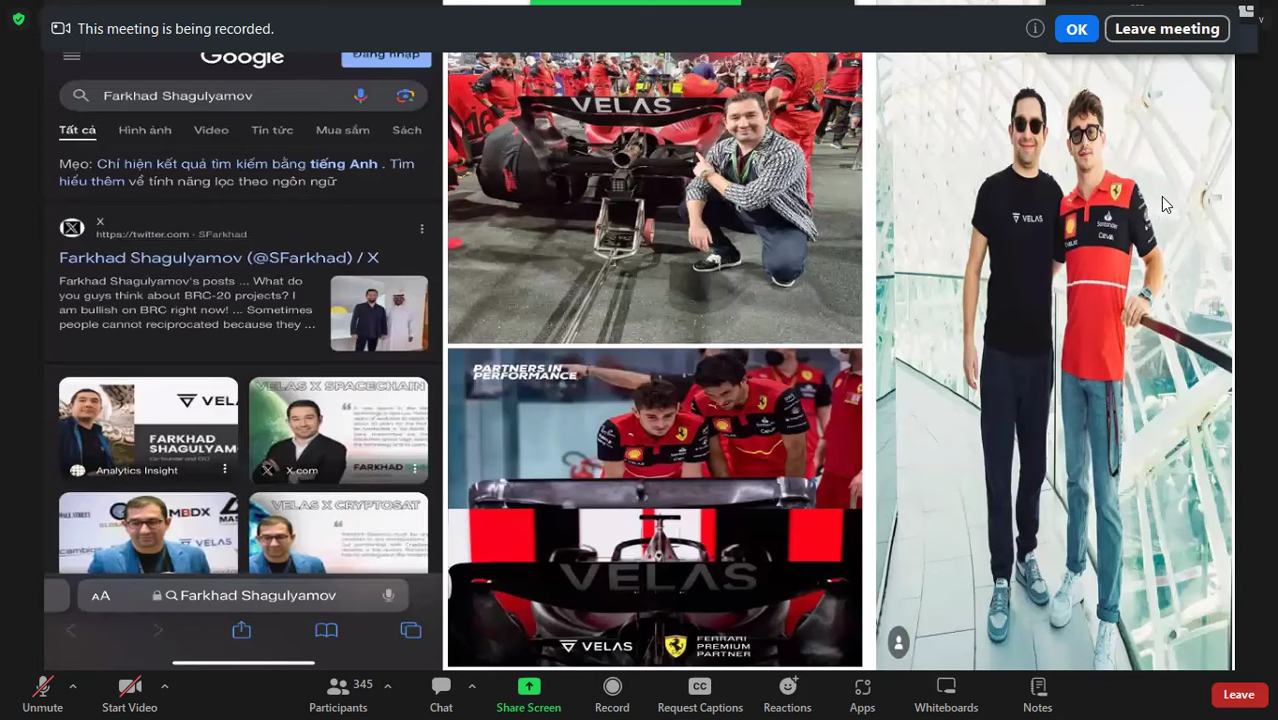 This meeting is being recorded.
OK
Leave meeting
Google
Đăng nhập
Farkhad Shagulyamov
Tất cả
Hình ảnh
Video
Tin tức
Mua sắm
Sách
Mẹo: Chỉ hiện kết quả tìm kiếm bằng tiếng Anh . Tìm
hiểu thêm về tính năng lọc theo ngôn ngữ
X
https://twitter.com · SFarkhad
Farkhad Shagulyamov (@SFarkhad) / X
Farkhad Shagulyamov's posts ... What do
you guys think about BRC-20 projects? I
am bullish on BRC right now! ... Sometimes
people cannot reciprocated because they ...
VELAS X SPACECHAIN
FARKHAD
SHAGULYAM
Analytics Insight
X.com
FARKHAD
VELAS X CRYPTOSAT
MBDX
VELAS
AA
Farkhad Shagulyamov
VELAS
16
PARTNERS IN
PERFORMANCE
VELAS
VELAS
FERRARI
PREMIUM
PARTNER
VELAS
Santander
Ceva
Unmute
Start Video
345
Participants
Chat
Share Screen
Record
CC
Request Captions
Reactions
Apps
Whiteboards
Notes
Leave